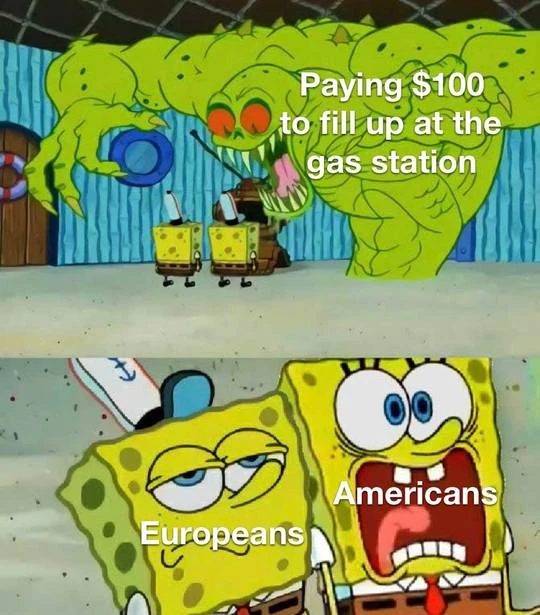 Paying $100
to fill up at the
gas station
Americans
Europeans